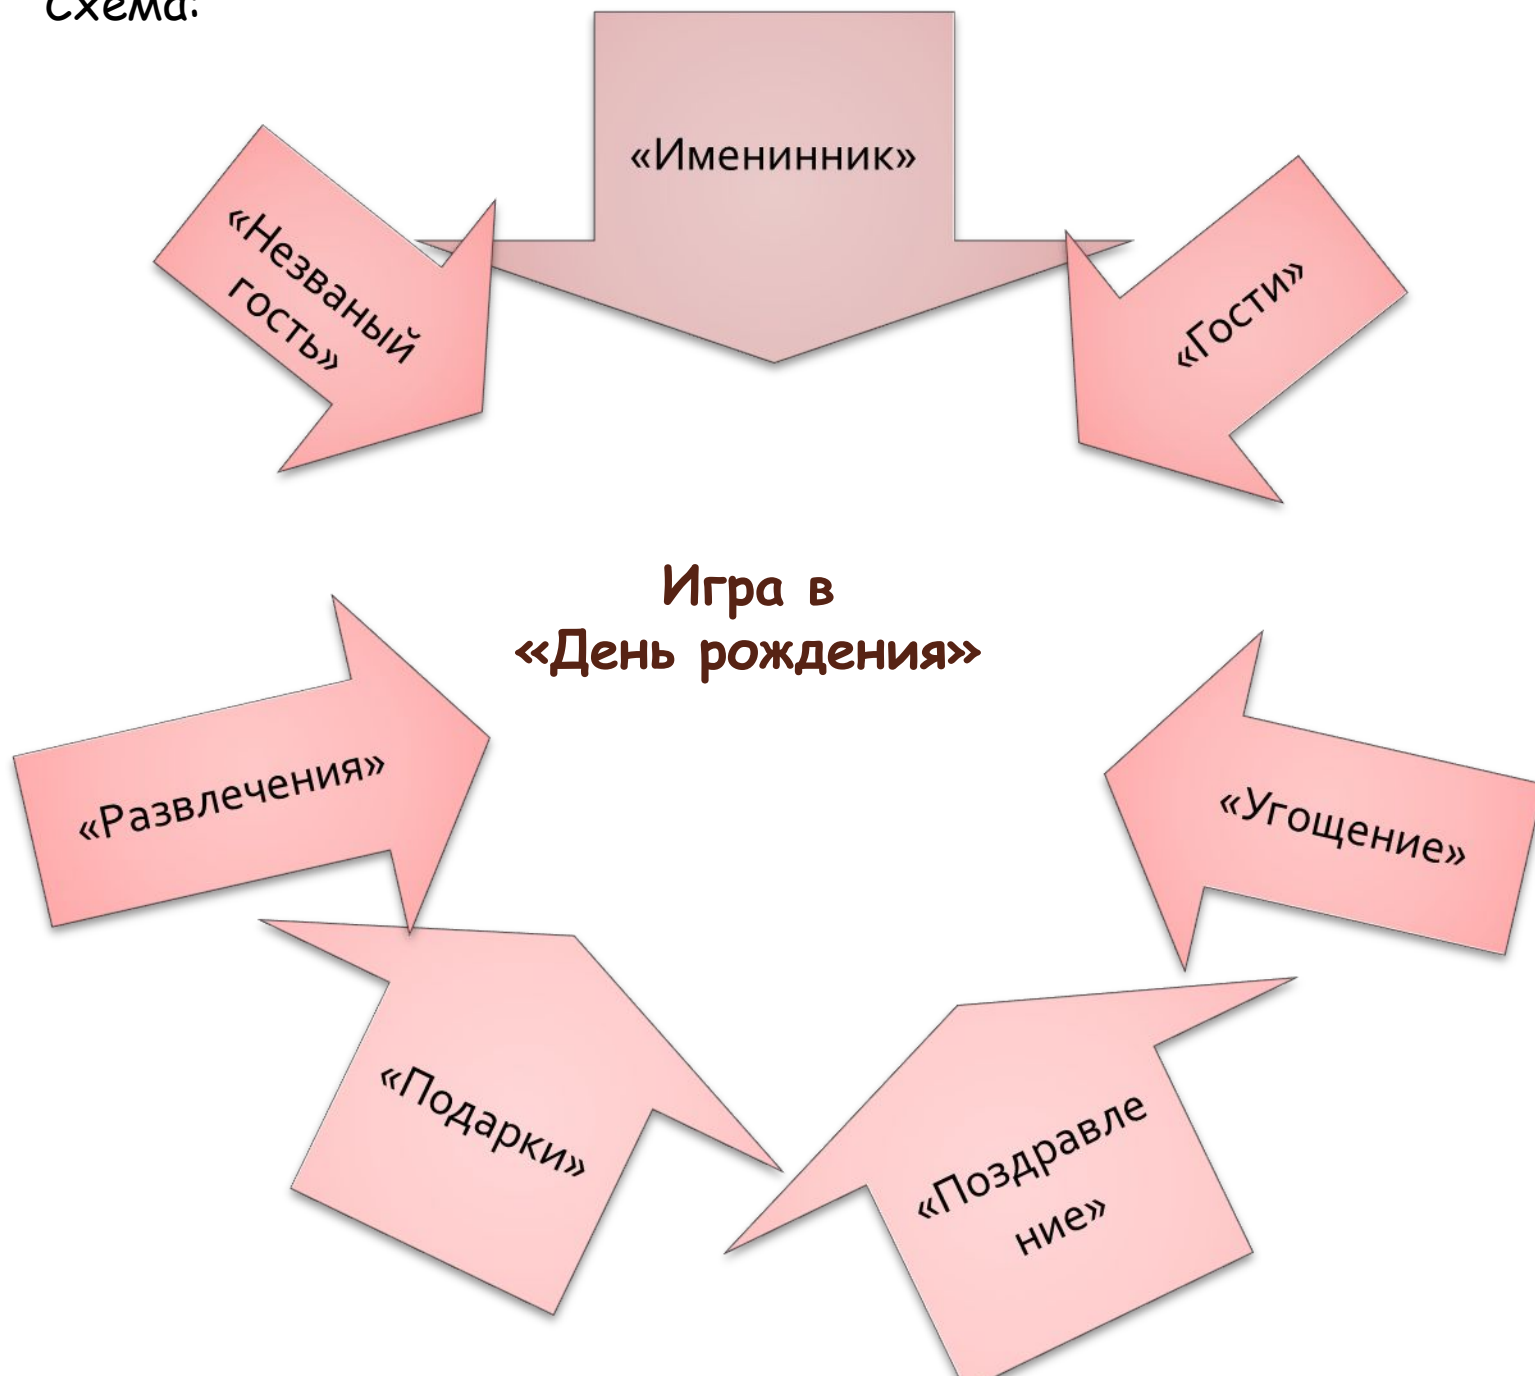 Схема:
«Именинник»
«Незваный
гость»
«Гости»
Игра в
«День рождения»
«Развлечения»
«Угощение»
«Подарки»
«Поздравле
ние»